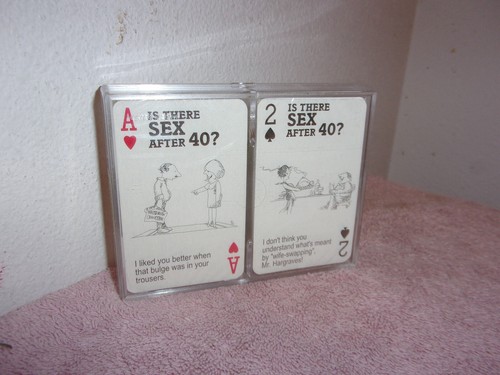 A
IS THERE
SEX
AFTER 40?
I liked you better when
that bulge was in your
trousers.
A
2
IS THERE
SEX
AFTER 40?
I don't think you
understand what's meant
by "wife-swapping",
Mr. Hargraves!
2